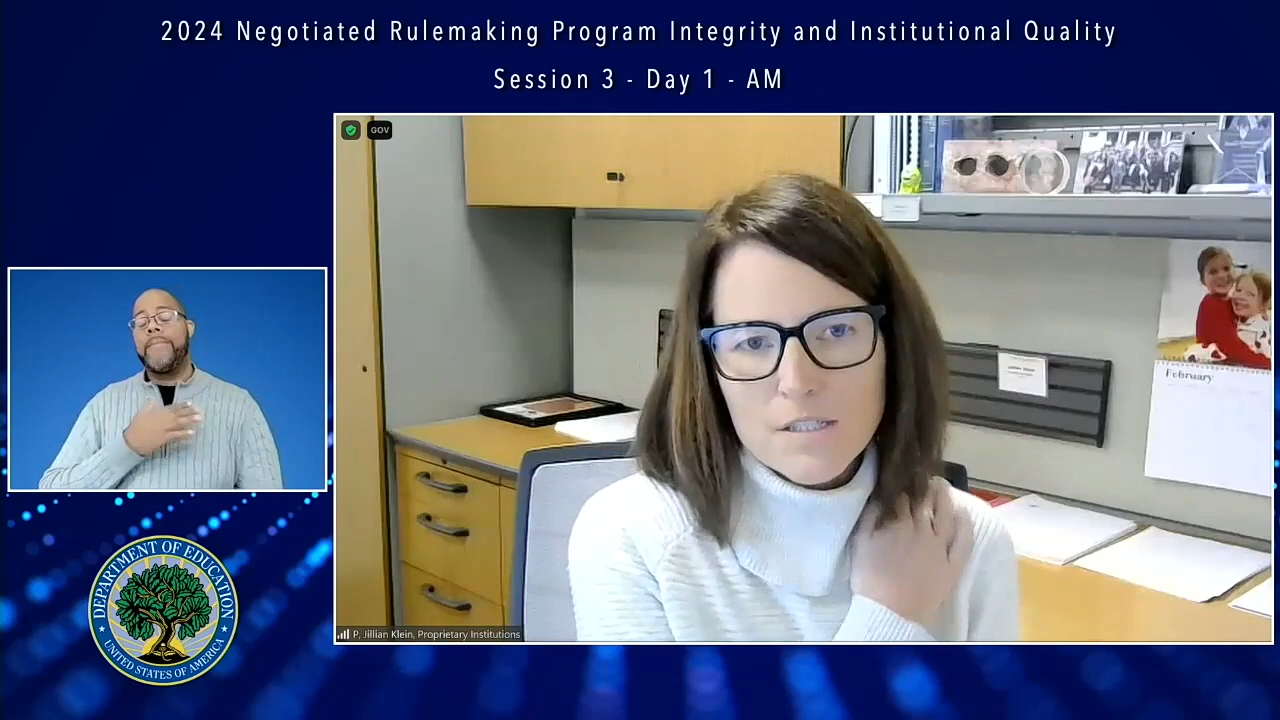 2024 Negotiated Rulemaking Program Integrity and Institutional Quality
Session 3 - Day 1 - AM
GOV
February
P. Jillian Klein, Proprietary Institutions
DEPARTMENT OF EDUCATION
UNITED STATES OF AMERICA